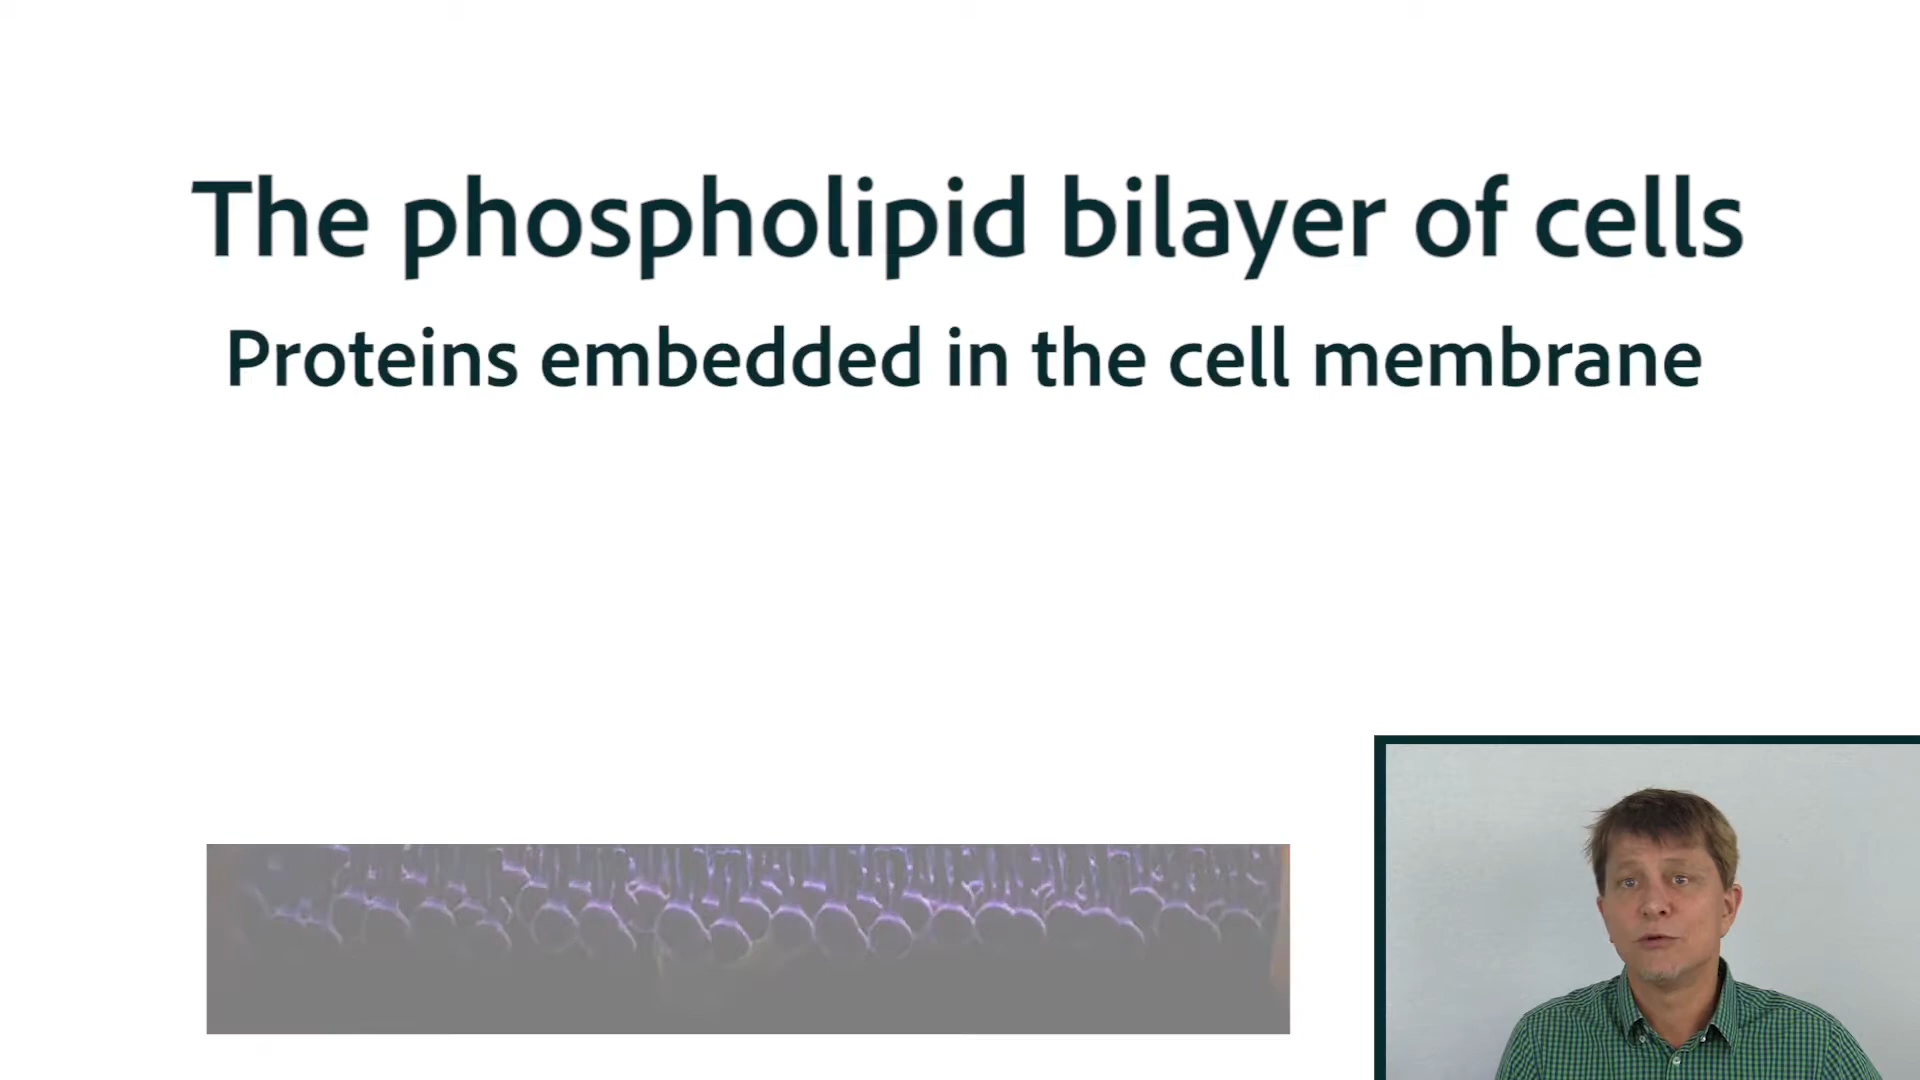 The phospholipid bilayer of cells
Proteins embedded in the cell membrane